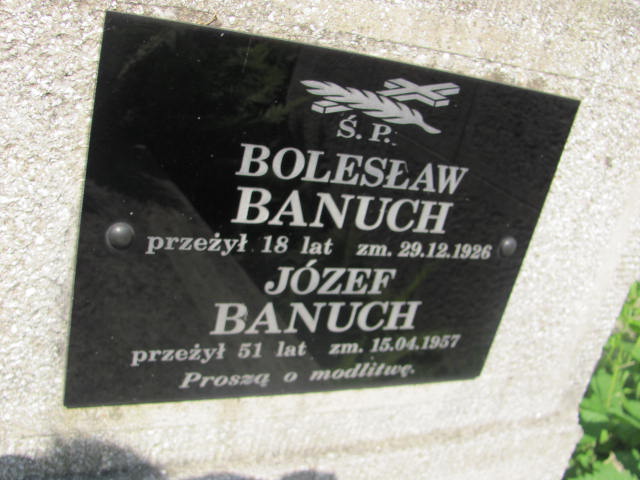 Ś. P.
BOLESŁAW
BANUCH
przeżył 18 lat zm. 29.12.1926
JÓZEF
BANUCH
przeżył 51 lat zm. 15.04.1957
Proszą o modlitwę.